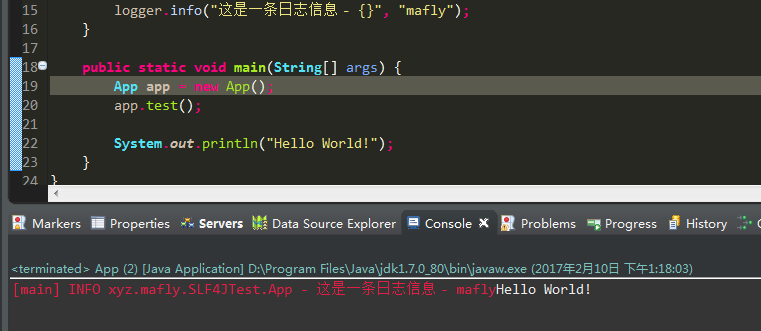 15 logger.info("这是一条日志信息 - {}", "mafly");
16 }
17
18 public static void main(String[] args) {
19 App app new App();
20 app.test();
21
22 System.out.println("Hello World!");
23 }
24 }
Markers Properties Servers Data Source Explorer Console Problems Progress History
<terminated> App (2) [Java Application] D:\Program Files\Java\jdk1.7.0_80\bin\javaw.exe (2017年2月10日 下午1:18:03)
[main] INFO xyz.mafly.SLF4JTest.App - 这是一条日志信息 - maflyHello World!